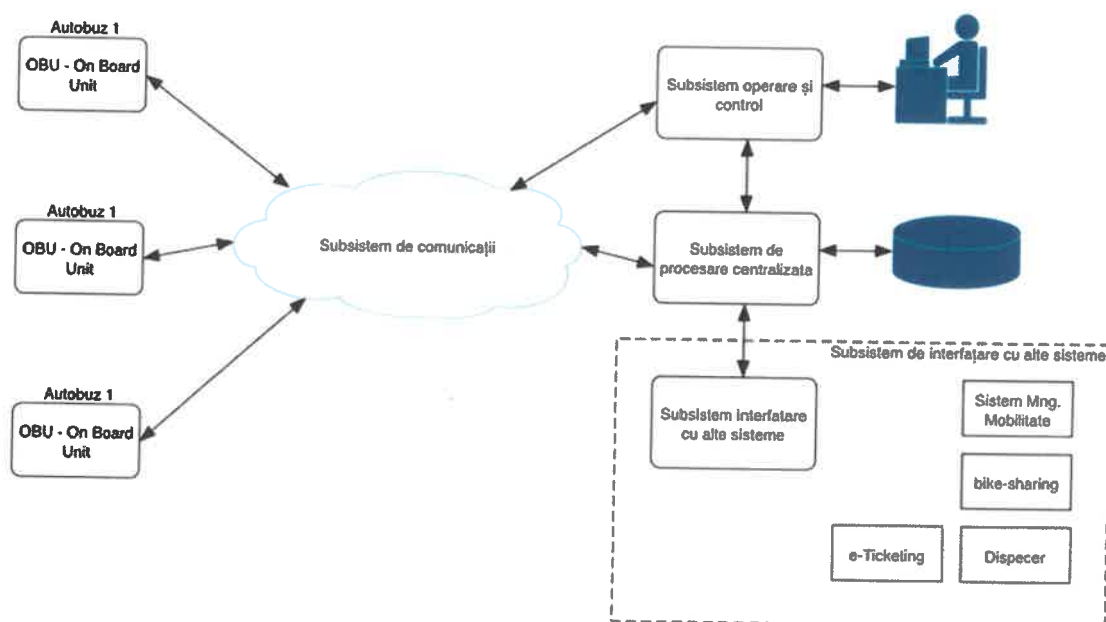 Autobuz 1
OBU - On Board
Unit
Autobuz 1
OBU - On Board
Unit
Autobuz 1
OBU - On Board
Unit
Subsistem de comunicații
Subsistem operare și
control
Subsistem de
procesare centralizata
Subsistem de interfațare cu alte sisteme
Subsistem interfatare
cu alte sisteme
Sistem Mng.
Mobilitate
bike-sharing
e-Ticketing
Dispecer